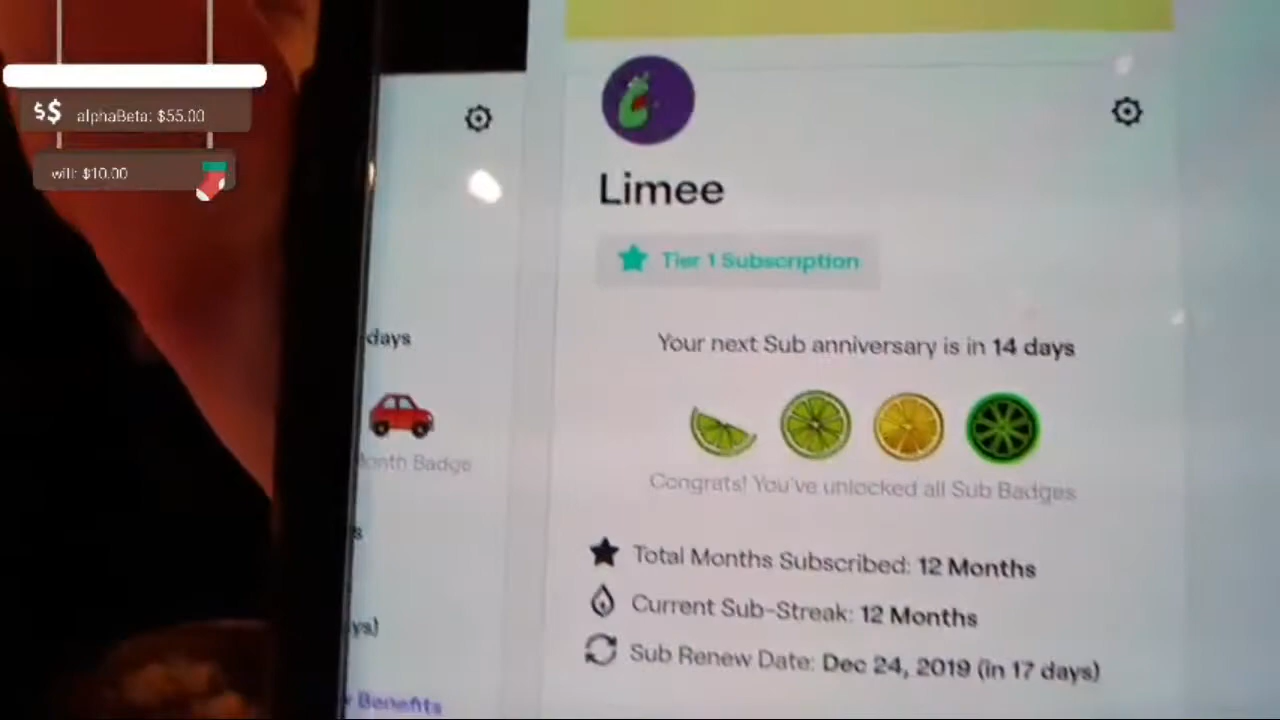 $$ alphaBeta: $55.00
will: $10.00
Limee
Tier 1 Subscription
days
Your next Sub anniversary is in 14 days
Month Badge
Congrats! You've unlocked all Sub Badges
s
Total Months Subscribed: 12 Months
Current Sub-Streak: 12 Months
ys)
Sub Renew Date: Dec 24, 2019 (in 17 days)
Benefits